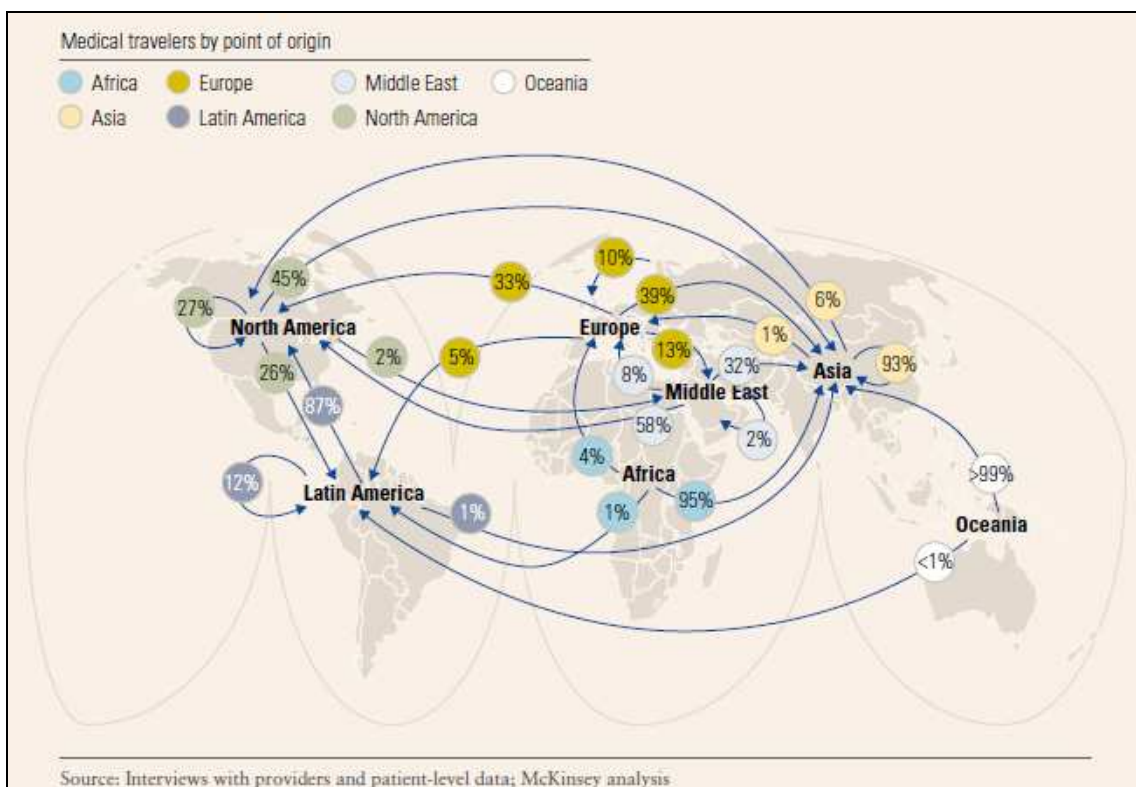 Medical travelers by point of origin
Africa Europe Middle East Oceania
Asia Latin America North America
10%
45%
33%
39%
6%
27%
North America
Europe
1%
5%
2%
13%
32%
Asia
93%
26%
8%
Middle East
87%
58%
2%
4%
Africa
12%
Latin America
>99%
1%
1%
95%
Oceania
<1%
Source: Interviews with providers and patient-level data; McKinsey analysis